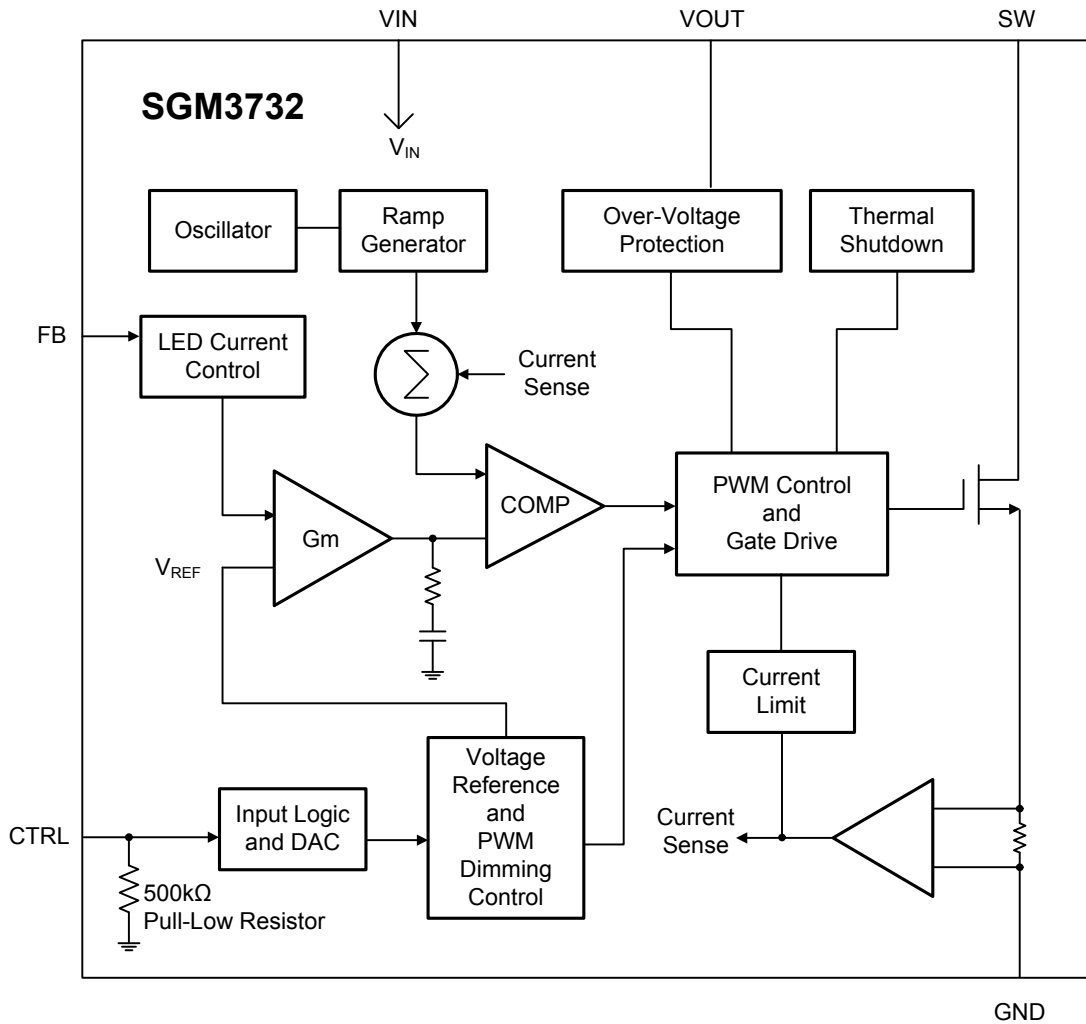 VIN
VOUT
SW
SGM3732
V_IN
Oscillator
Ramp
Generator
Over-Voltage
Protection
Thermal
Shutdown
FB
LED Current
Control
∑
Current
Sense
COMP
PWM Control
and
Gate Drive
Gm
V_REF
Current
Limit
Voltage
Reference
and
PWM
Dimming
Control
Input Logic
and DAC
Current
Sense
CTRL
500kΩ
Pull-Low Resistor
GND